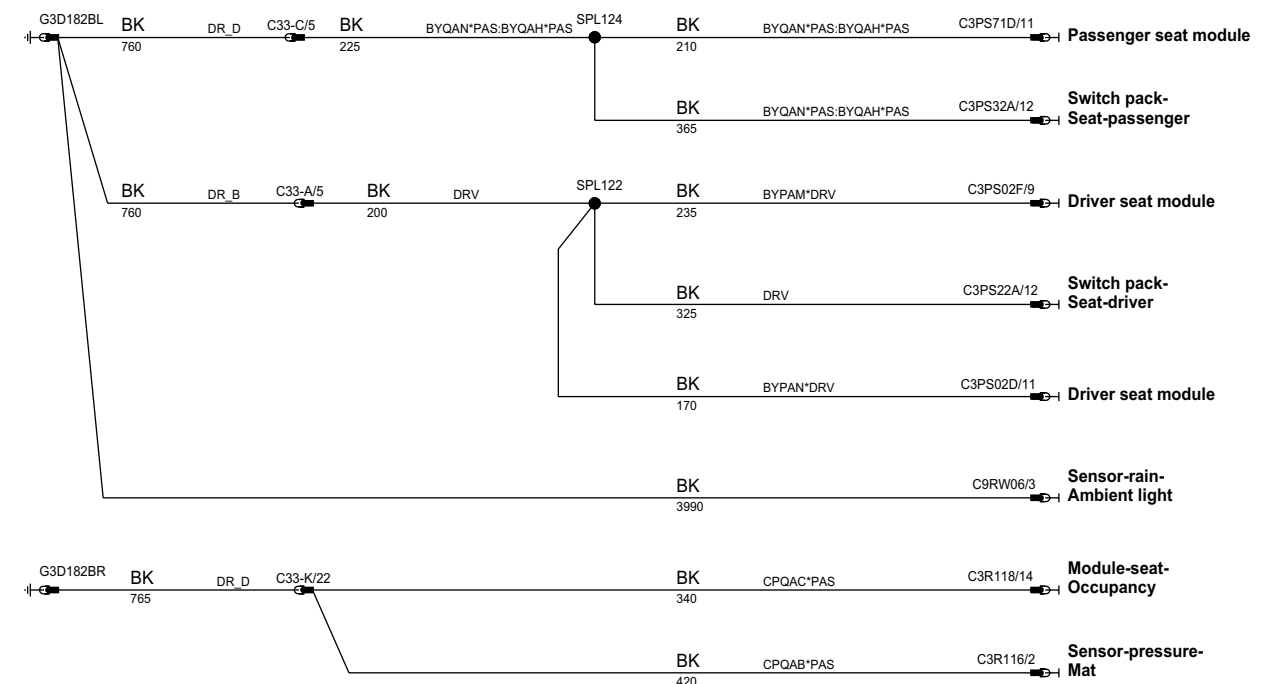 G3D182BL BK DR_D C33-C/5 BK BYQAN*PAS:BYQAH*PAS SPL124 BK BYQAN*PAS:BYQAH*PAS C3PS71D/11 Passenger seat module
760 225 210
BK BYQAN*PAS:BYQAH*PAS C3PS32A/12 Switch pack-
Seat-passenger
365
BK DR_B C33-A/5 BK DRV SPL122 BK BYPAM*DRV C3PS02F/9 Driver seat module
760 200 235
BK DRV C3PS22A/12 Switch pack-
Seat-driver
325
BK BYPAN*DRV C3PS02D/11 Driver seat module
170
BK C9RW06/3 Sensor-rain-
Ambient light
3990
G3D182BR BK DR_D C33-K/22 BK CPQAC*PAS C3R118/14 Module-seat-
Occupancy
765 340
BK CPQAB*PAS C3R116/2 Sensor-pressure-
Mat
420